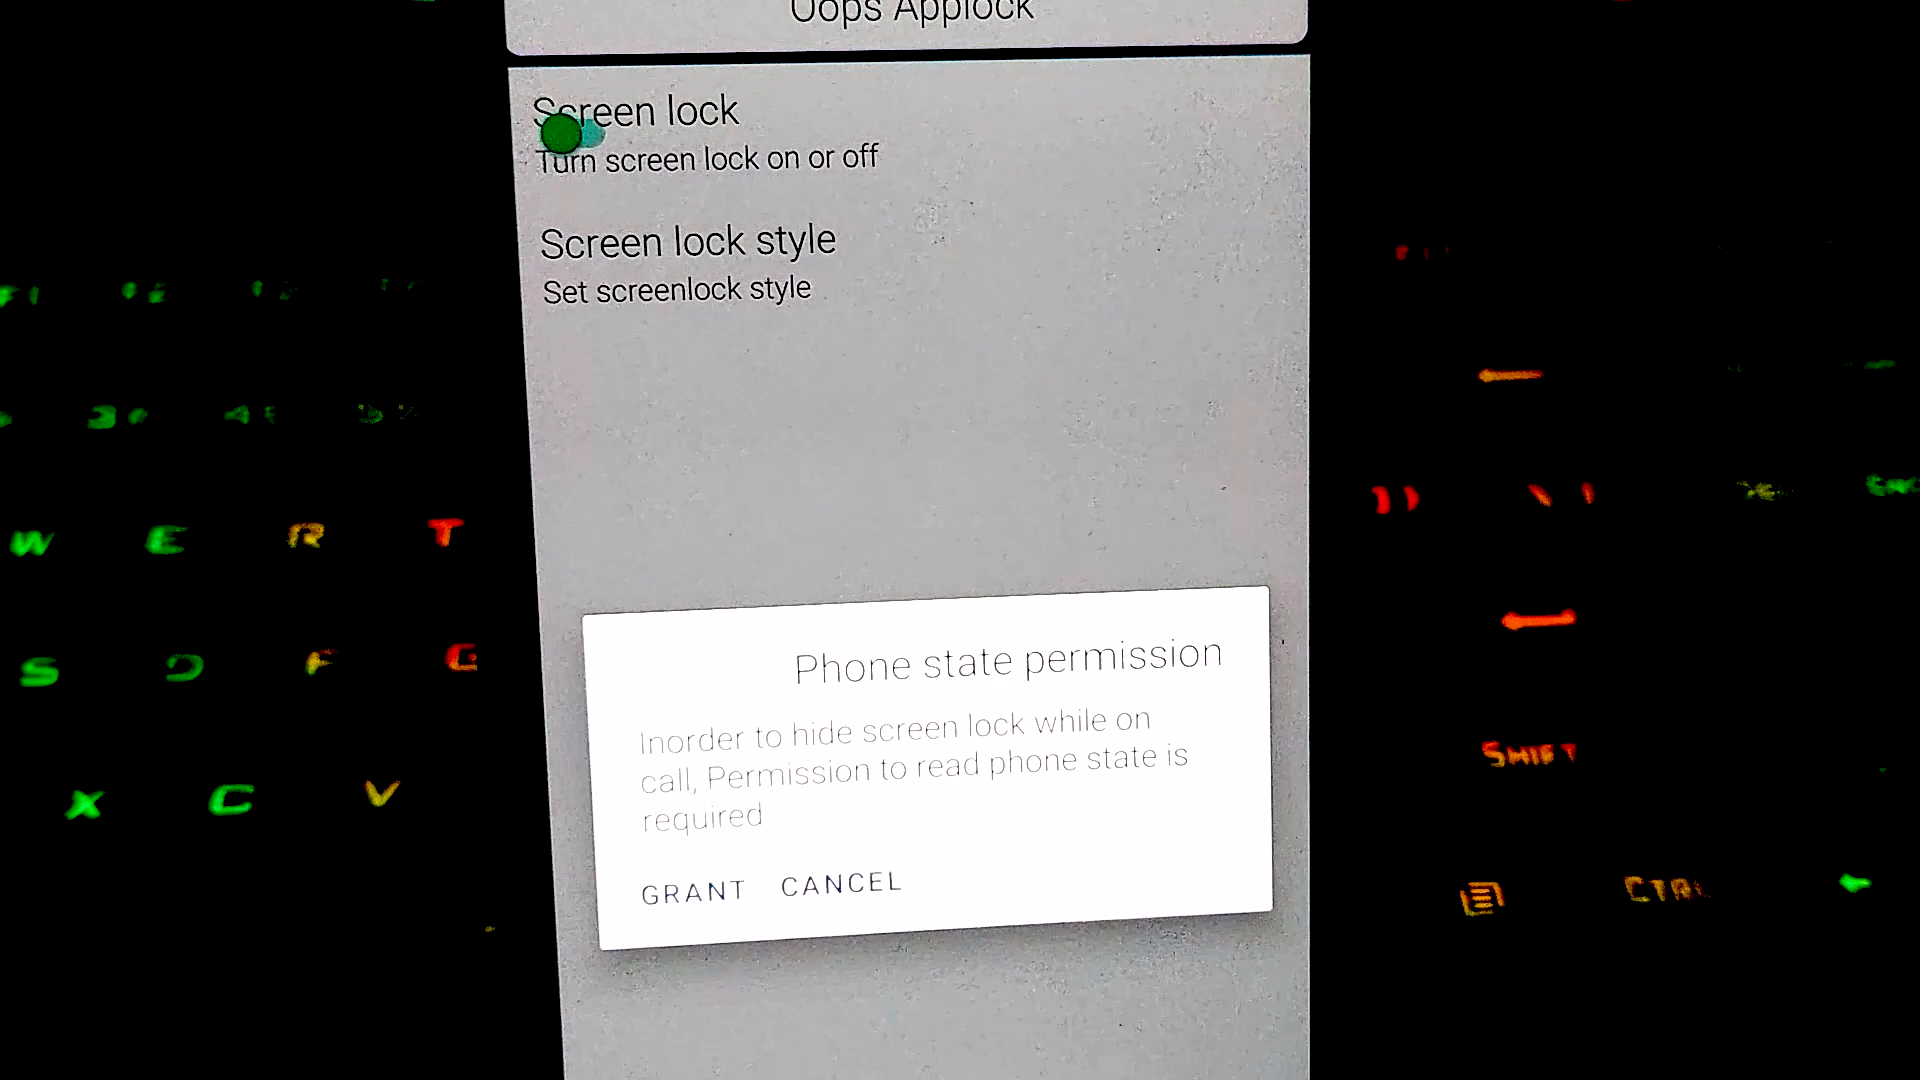 Oops Applock
Screen lock
Turn screen lock on or off
Screen lock style
Set screenlock style
Phone state permission
Inorder to hide screen lock while on
call, Permission to read phone state is
required
GRANT CANCEL
W E R T
S D F G
X C V
SHIFT
CTRL